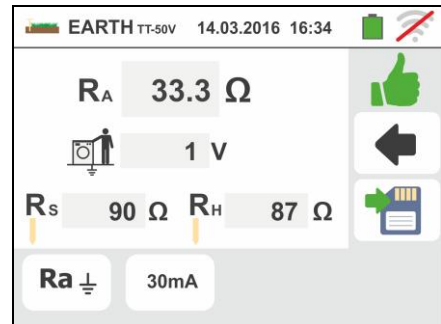 EARTH TT-50V 14.03.2016 16:34
RA 33.3 Ω
1 V
RS 90 Ω RH 87 Ω
Ra 30mA